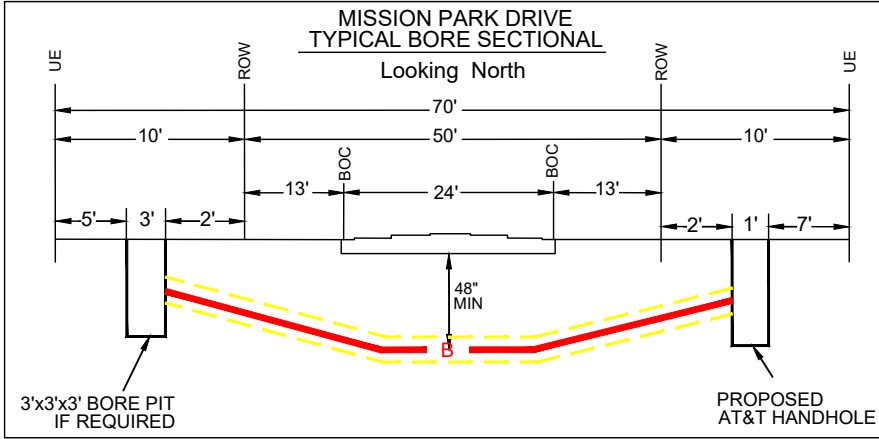 MISSION PARK DRIVE
TYPICAL BORE SECTIONAL
Looking North
UE
ROW
ROW
UE
70'
10'
50'
10'
BOC
BOC
13'
24'
13'
5'
3'
2'
2'
1'
7'
48"
MIN
B
3'x3'x3' BORE PIT
IF REQUIRED
PROPOSED
AT&T HANDHOLE